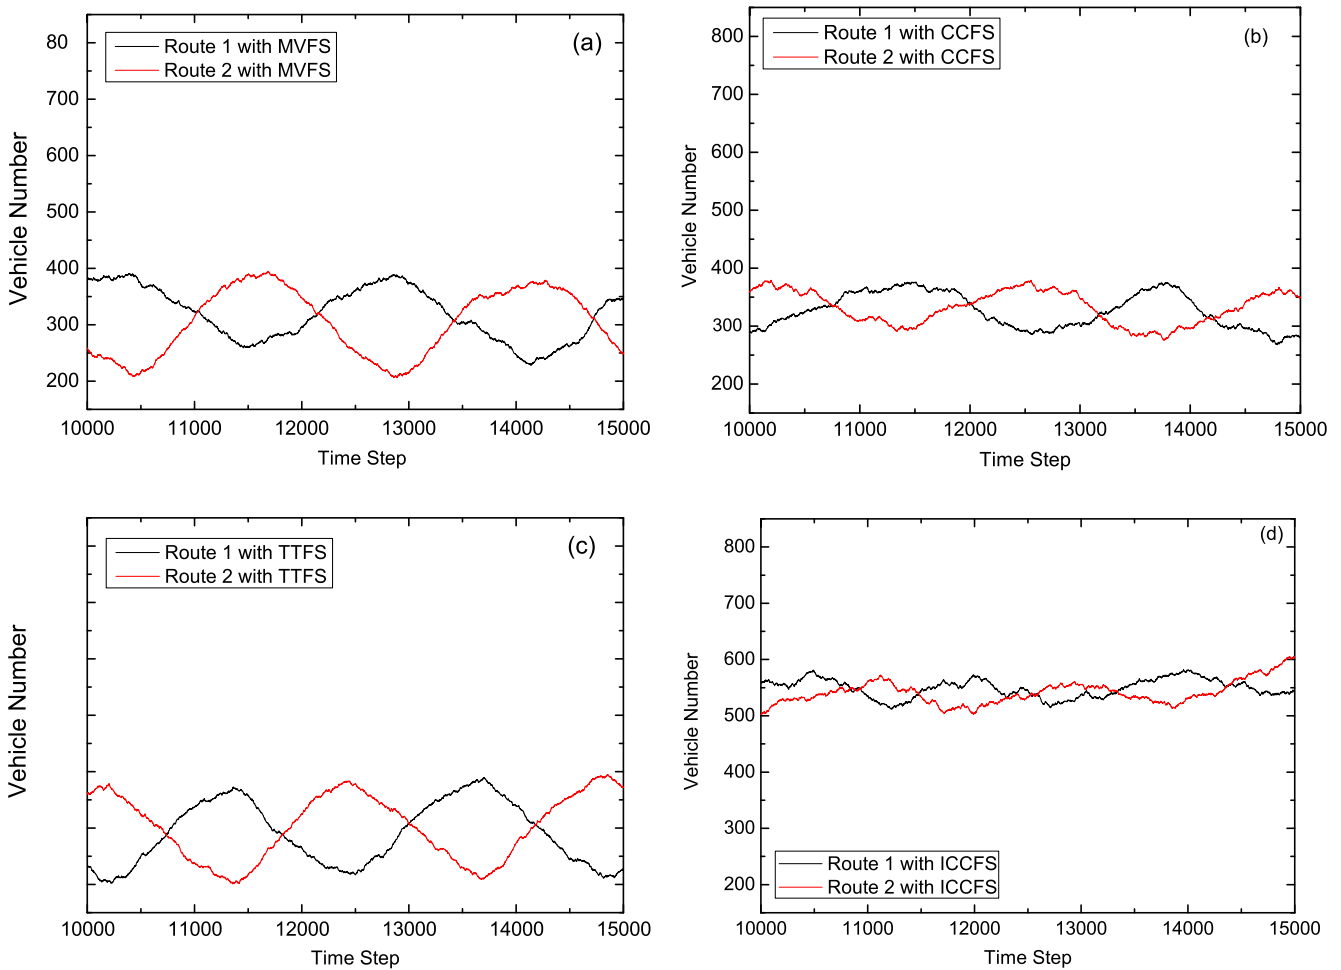 (a)
Route 1 with MVFS
Route 2 with MVFS
80
700
600
500
400
300
200
Vehicle Number
10000 11000 12000 13000 14000 15000
Time Step
(b)
Route 1 with CCFS
Route 2 with CCFS
800
700
600
500
400
300
200
Vehicle Number
10000 11000 12000 13000 14000 15000
Time Step
(c)
Route 1 with TTFS
Route 2 with TTFS
Vehicle Number
10000 11000 12000 13000 14000 15000
Time Step
(d)
800
700
600
500
400
300
200
Vehicle Number
Route 1 with ICCFS
Route 2 with ICCFS
10000 11000 12000 13000 14000 15000
Time Step